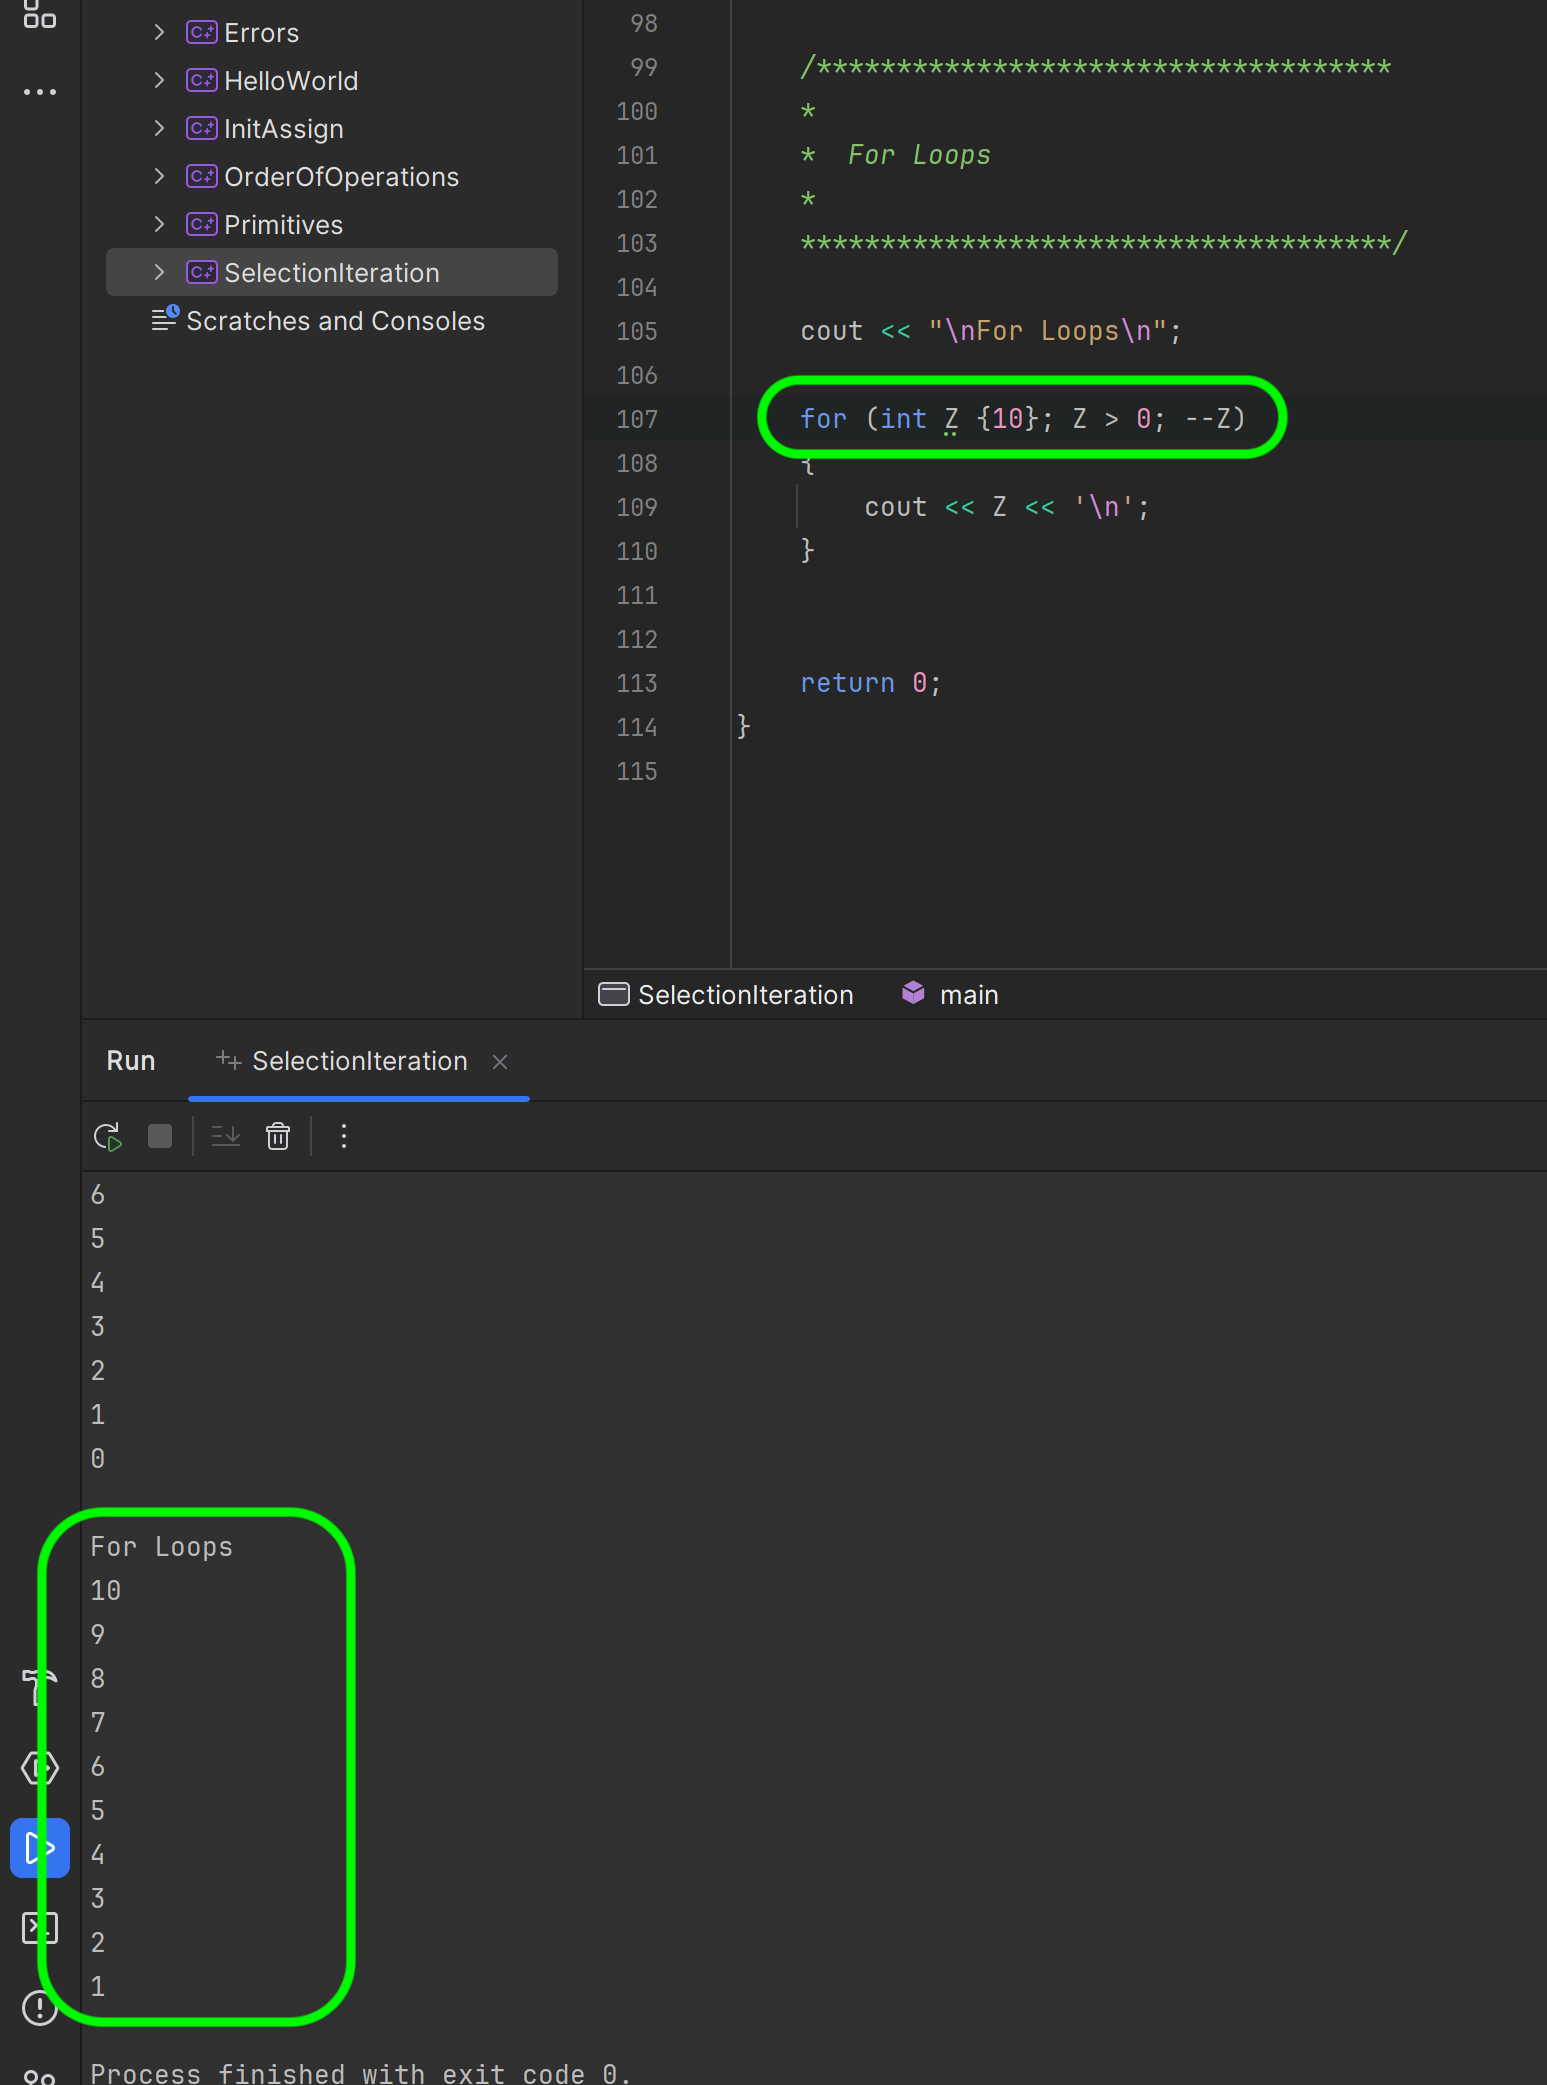 Errors
HelloWorld
InitAssign
OrderOfOperations
Primitives
SelectionIteration
Scratches and Consoles
98
99 /************************************
100 *
101 *  For Loops
102 *
103 *************************************/
104
105 cout << "\nFor Loops\n";
106
107 for (int Z {10}; Z > 0; --Z)
108 {
109 cout << Z << '\n';
110 }
111
112
113 return 0;
114 }
115
SelectionIteration main
Run SelectionIteration
6
5
4
3
2
1
0
For Loops
10
9
8
7
6
5
4
3
2
1
Process finished with exit code 0.